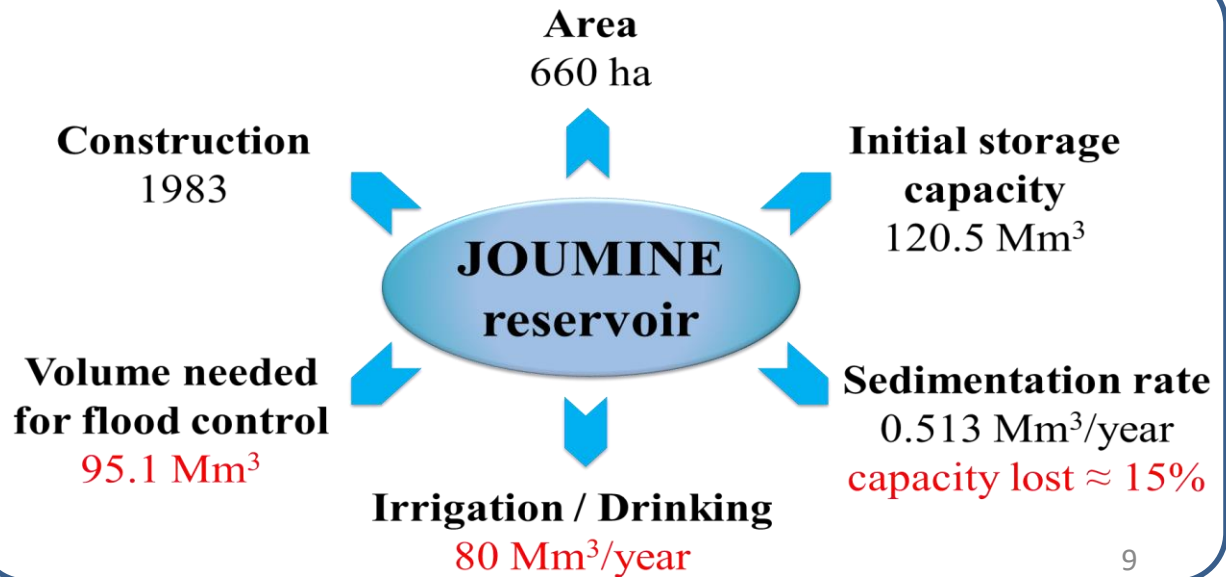 Area
660 ha
Construction
1983
Initial storage
capacity
120.5 Mm³
JOUMINE
reservoir
Volume needed
for flood control
95.1 Mm³
Sedimentation rate
0.513 Mm³/year
capacity lost ≈ 15%
Irrigation / Drinking
80 Mm³/year
9